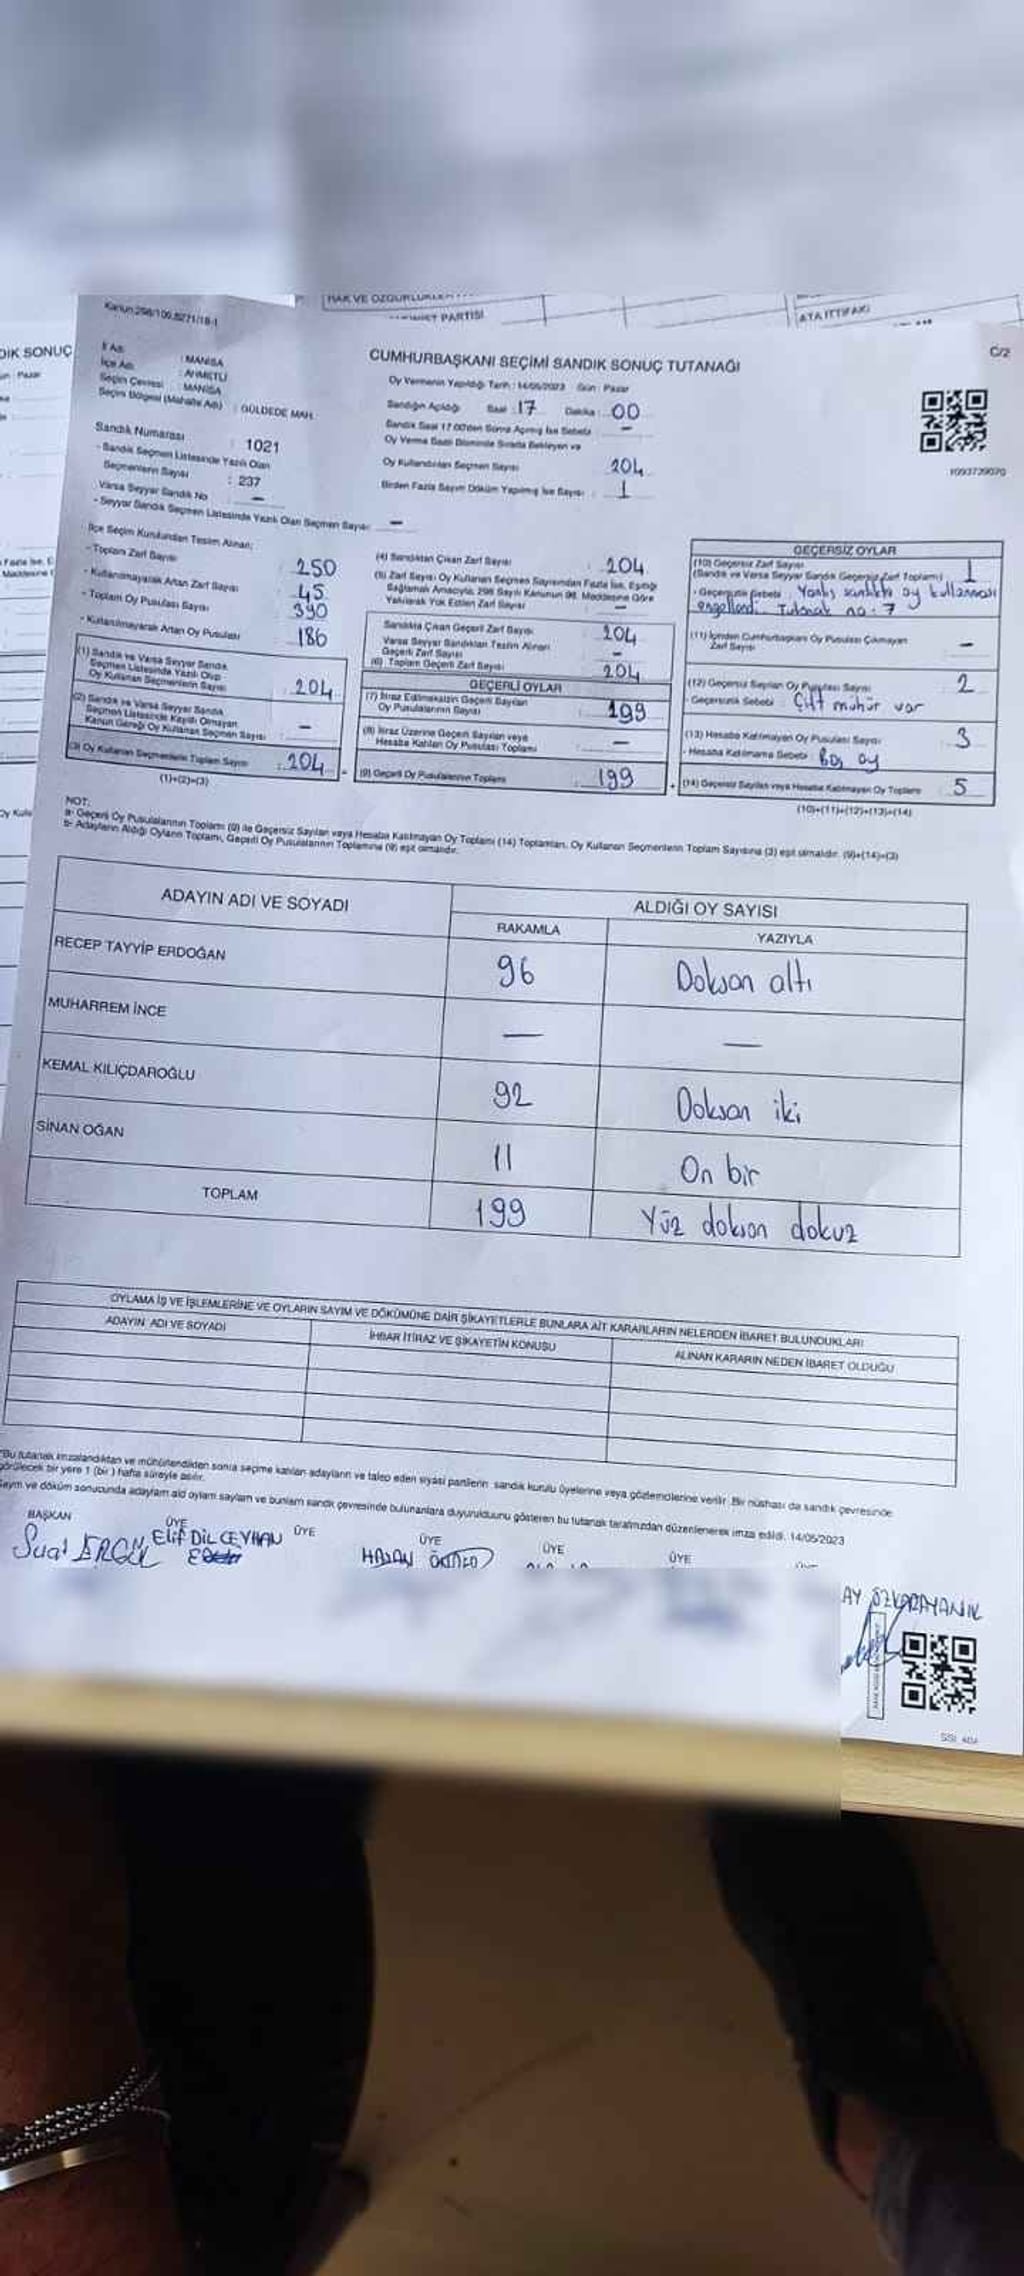 HAK VE ÖZGÜRLÜKLER
PARTİSİ
ATA İTTİFAKI
Kanun:298/109,6271/18-1
C/2
DIK SONUÇ
Pazar
İl Adı : MANİSA
İlçe Adı : AHMETLİ
Seçim Çevresi : MANİSA
Seçim Bölgesi (Mahalle Adı) : GÜLDEDE MAH.
Sandık Numarası : 1021
- Sandık Seçmen Listesinde Yazılı Olan
Seçmenlerin Sayısı : 237
Varsa Seyyar Sandık No : –
- Seyyar Sandık Seçmen Listesinde Yazılı Olan Seçmen Sayısı –
CUMHURBAŞKANI SEÇİMİ SANDIK SONUÇ TUTANAĞI
Oy Vermenin Yapıldığı Tarih : 14/05/2023 Gün : Pazar
Sandığın Açıldığı Saat : 17 Dakika : 00
Sandık Saat 17.00'den Sonra Açılmış İse Sebebi –
Oy Verme Saati Bitiminde Sırada Bekleyen ve
Oy Kullandırılan Seçmen Sayısı 204
Birden Fazla Sayım Döküm Yapılmış İse Sayısı : 1
1093729070
İlçe Seçim Kurulundan Teslim Alınan;
- Toplam Zarf Sayısı : 250
- Kullanılmayarak Artan Zarf Sayısı : 45
- Toplam Oy Pusulası Sayısı 390
- Kullanılmayarak Artan Oy Pusulası 186
(1) Sandık ve Varsa Seyyar Sandık
Seçmen Listesinde Yazılı Olup
Oy Kullanan Seçmenlerin Sayısı : 204
(2) Sandık ve Varsa Seyyar Sandık
Seçmen Listesinde Kayıtlı Olmayan
Kanun Gereği Oy Kullanan Seçmen Sayısı : –
(3) Oy Kullanan Seçmenlerin Toplam Sayısı : 204
(1)+(2)=(3)
(4) Sandıktan Çıkan Zarf Sayısı : 204
(5) Zarf Sayısı Oy Kullanan Seçmen Sayısından Fazla İse, Eşitliği
Sağlamak Amacıyla, 298 Sayılı Kanunun 98. Maddesine Göre
Yakılarak Yok Edilen Zarf Sayısı –
Sandıkta Çıkan Geçerli Zarf Sayısı : 204
Varsa Seyyar Sandıktan Teslim Alınan
Geçerli Zarf Sayısı –
(6) Toplam Geçerli Zarf Sayısı 204
GEÇERLİ OYLAR
(7) İtiraz Edilmeksizin Geçerli Sayılan
Oy Pusulalarının Sayısı : 199
(8) İtiraz Üzerine Geçerli Sayılan veya
Hesaba Katılan Oy Pusulası Toplamı : –
(9) Geçerli Oy Pusulalarının Toplamı : 199
GEÇERSİZ OYLAR
(10) Geçersiz Zarf Sayısı
(Sandık ve Varsa Seyyar Sandık Geçersiz Zarf Toplamı) : 1
- Geçersizlik Sebebi : Yanlış sandıkta oy kullanması
engellendi Tutanak no: 7
(11) İçinden Cumhurbaşkanı Oy Pusulası Çıkmayan
Zarf Sayısı –
(12) Geçersiz Sayılan Oy Pusulası Sayısı 2
- Geçersizlik Sebebi : Çift mühür var
(13) Hesaba Katılmayan Oy Pusulası Sayısı : 3
- Hesaba Katılmama Sebebi : Boş oy
(14) Geçersiz Sayılan veya Hesaba Katılmayan Oy Toplamı : 5
(10)+(11)+(12)+(13)=(14)
NOT:
a- Geçerli Oy Pusulalarının Toplamı (9) ile Geçersiz Sayılan veya Hesaba Katılmayan Oy Toplamı (14) Toplamları, Oy Kullanan Seçmenlerin Toplam Sayısına (3) eşit olmalıdır. (9)+(14)=(3)
b- Adayların Aldığı Oyların Toplamı, Geçerli Oy Pusulalarının Toplamına (9) eşit olmalıdır.
ADAYIN ADI VE SOYADI
ALDIĞI OY SAYISI
RAKAMLA YAZIYLA
RECEP TAYYİP ERDOĞAN 96 Doksan altı
MUHARREM İNCE — —
KEMAL KILIÇDAROĞLU 92 Doksan iki
SİNAN OĞAN 11 On bir
TOPLAM 199 Yüz doksan dokuz
OYLAMA İŞ VE İŞLEMLERİNE VE OYLARIN SAYIM VE DÖKÜMÜNE DAİR ŞİKAYETLERLE BUNLARA AİT KARARLARIN NELERDEN İBARET BULUNDUKLARI
ADAYIN ADI VE SOYADI İHBAR İTİRAZ VE ŞİKAYETİN KONUSU ALINAN KARARIN NEDEN İBARET OLDUĞU
*Bu tutanak imzalandıktan ve mühürlendikten sonra seçime katılan adayların ve talep eden siyasi partilerin sandık kurulu üyelerine veya gözlemcilerine verilir. Bir nüshası da sandık çevresinde
görülecek bir yere 1 (bir) hafta süreyle asılır.
Sayım ve döküm sonucunda adayların aldığı oyların sayıları ve bunların sandık çevresinde bulunanlara duyurulduğunu gösteren bu tutanak tarafımızdan düzenlenerek imza edildi. 14/05/2023
BAŞKAN ÜYE ÜYE ÜYE ÜYE ÜYE
Suat ERGÜL Elif DİL CEYHAN HASAN
AY ÖZKARAYANIK